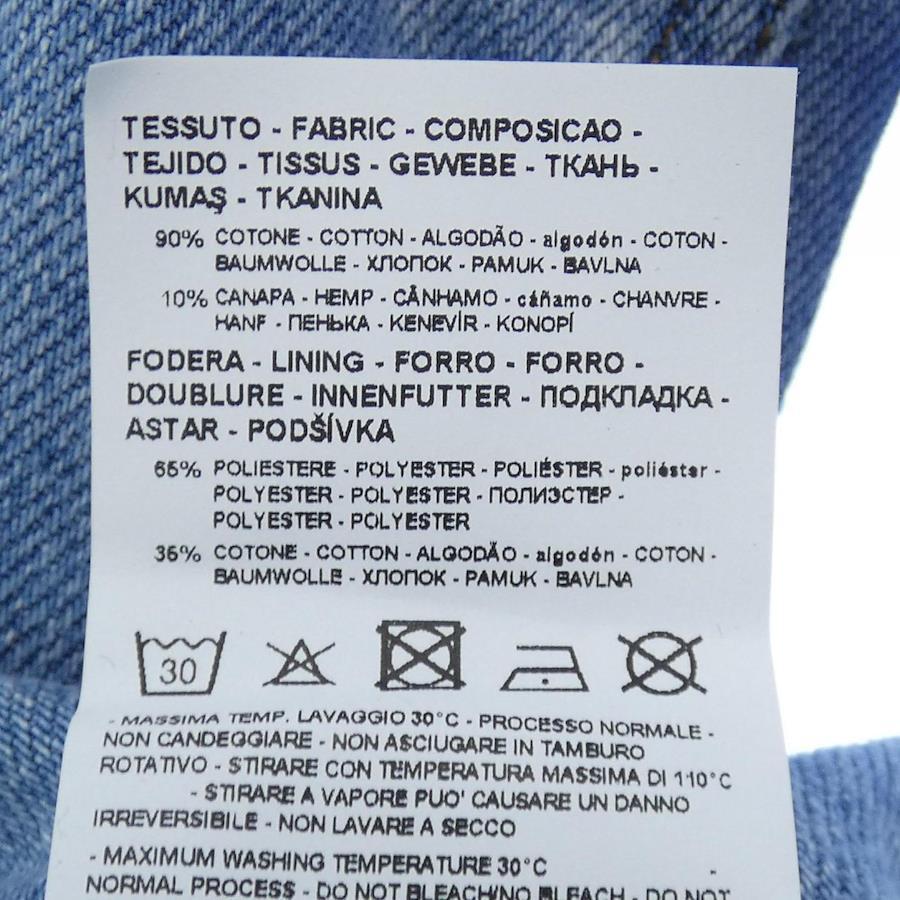 TESSUTO - FABRIC - COMPOSICAO -
TEJIDO - TISSUS - GEWEBE - ТКАНЬ -
KUMAŞ - TKANINA
90% COTONE - COTTON - ALGODÃO - algodón - COTON -
BAUMWOLLE - ХЛОПОК - PAMUK - BAVLNA
10% CANAPA - HEMP - CÂNHAMO - cáñamo - CHANVRE -
HANF - ПЕНЬКА - KENEVİR - KONOPÍ
FODERA - LINING - FORRO - FORRO -
DOUBLURE - INNENFUTTER - ПОДКЛАДКА -
ASTAR - PODŠÍVKA
65% POLIESTERE - POLYESTER - POLIÉSTER - poliéster -
POLYESTER - POLYESTER - ПОЛИЭСТЕР -
POLYESTER - POLYESTER
35% COTONE - COTTON - ALGODÃO - algodón - COTON -
BAUMWOLLE - ХЛОПОК - PAMUK - BAVLNA
30
- MASSIMA TEMP. LAVAGGIO 30°C - PROCESSO NORMALE -
NON CANDEGGIARE - NON ASCIUGARE IN TAMBURO
ROTATIVO - STIRARE CON TEMPERATURA MASSIMA DI 110°C
- STIRARE A VAPORE PUO' CAUSARE UN DANNO
IRREVERSIBILE - NON LAVARE A SECCO
- MAXIMUM WASHING TEMPERATURE 30°C -
NORMAL PROCESS - DO NOT BLEACH/NO BLEACH - DO NOT